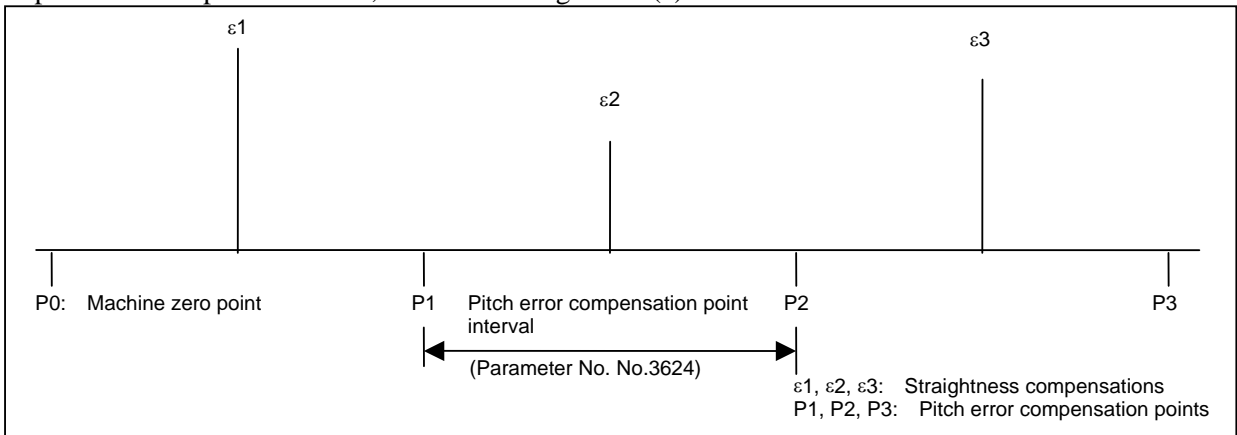 ε1
ε3
ε2
P0: Machine zero point
P1
Pitch error compensation point
interval
P2
P3
(Parameter No. No.3624)
ε1, ε2, ε3: Straightness compensations
P1, P2, P3: Pitch error compensation points